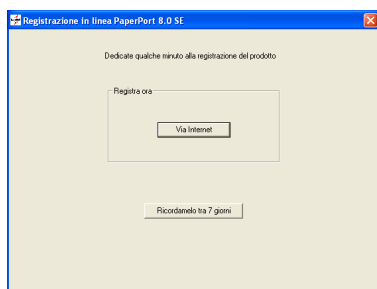 Registrazione in linea PaperPort 8.0 SE
Dedicate qualche minuto alla registrazione del prodotto
Registra ora
Via Internet
Ricordamelo tra 7 giorni